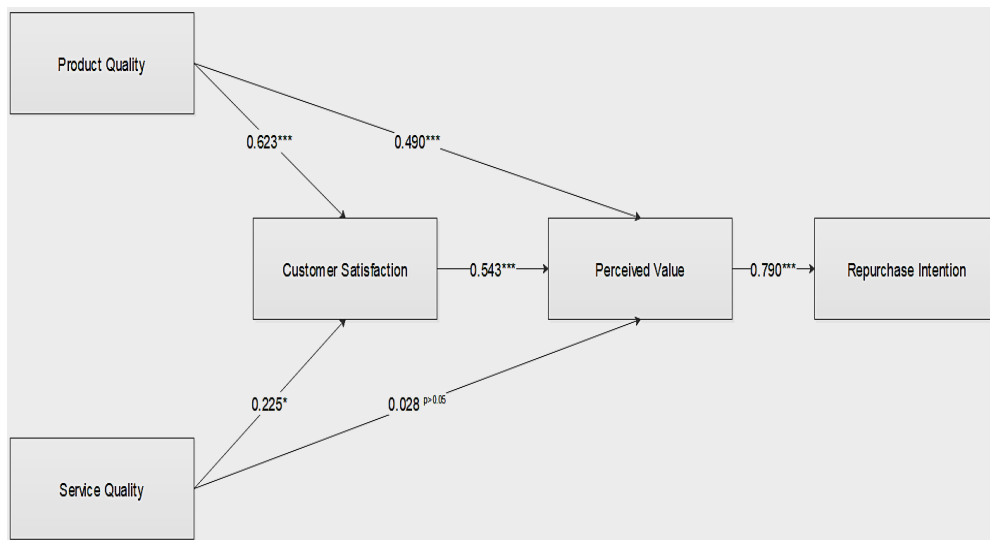 Product Quality
0.623***
0.490***
Customer Satisfaction
0.543***
Perceived Value
0.790***
Repurchase Intention
0.225*
0.028 p>0.05
Service Quality